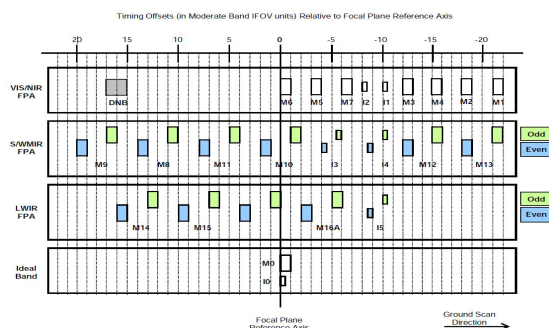 Timing Offsets (in Moderate Band IFOV units) Relative to Focal Plane Reference Axis
20 15 10 5 0 -5 -10 -15 -20
VIS/NIR
FPA
DNB M6 M5 M7 I2 I1 M3 M4 M2 M1
S/WMIR
FPA
Odd
Even
M9 M8 M11 M10 I3 I4 M12 M13
LWIR
FPA
Odd
Even
M14 M15 M16A I5
Ideal
Band
M0
I0
Focal Plane
Reference Axis
Ground Scan
Direction